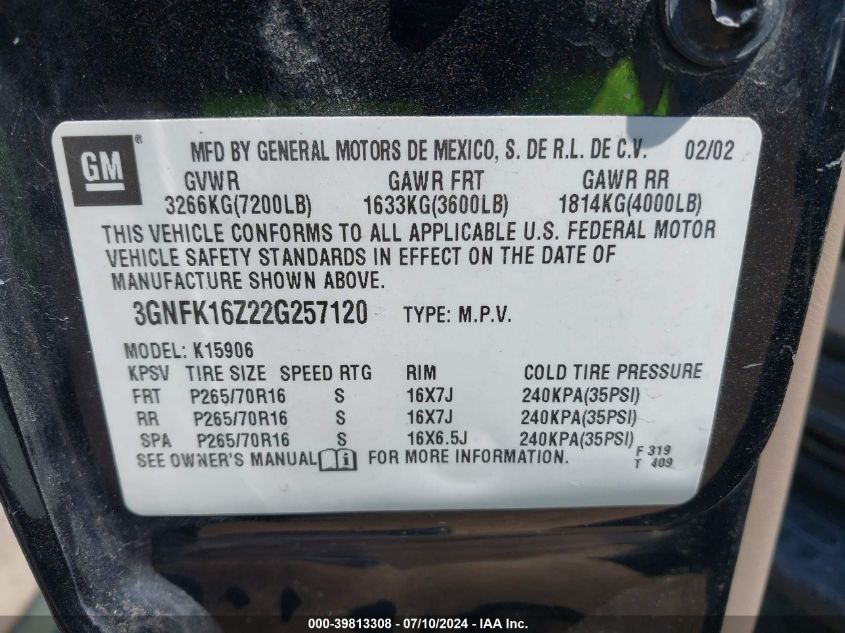 GM ® MFD BY GENERAL MOTORS DE MEXICO, S. DE R.L. DE C.V. 02/02
GVWR GAWR FRT GAWR RR
3266KG(7200LB) 1633KG(3600LB) 1814KG(4000LB)
THIS VEHICLE CONFORMS TO ALL APPLICABLE U.S. FEDERAL MOTOR
VEHICLE SAFETY STANDARDS IN EFFECT ON THE DATE OF
MANUFACTURE SHOWN ABOVE.
3GNFK16Z22G257120 TYPE: M.P.V.
MODEL: K15906
KPSV TIRE SIZE SPEED RTG RIM COLD TIRE PRESSURE
FRT P265/70R16 S 16X7J 240KPA(35PSI)
RR P265/70R16 S 16X7J 240KPA(35PSI)
SPA P265/70R16 S 16X6.5J 240KPA(35PSI)
SEE OWNER'S MANUAL i FOR MORE INFORMATION. F 319
T 409
000-39813308 - 07/10/2024 - IAA Inc.